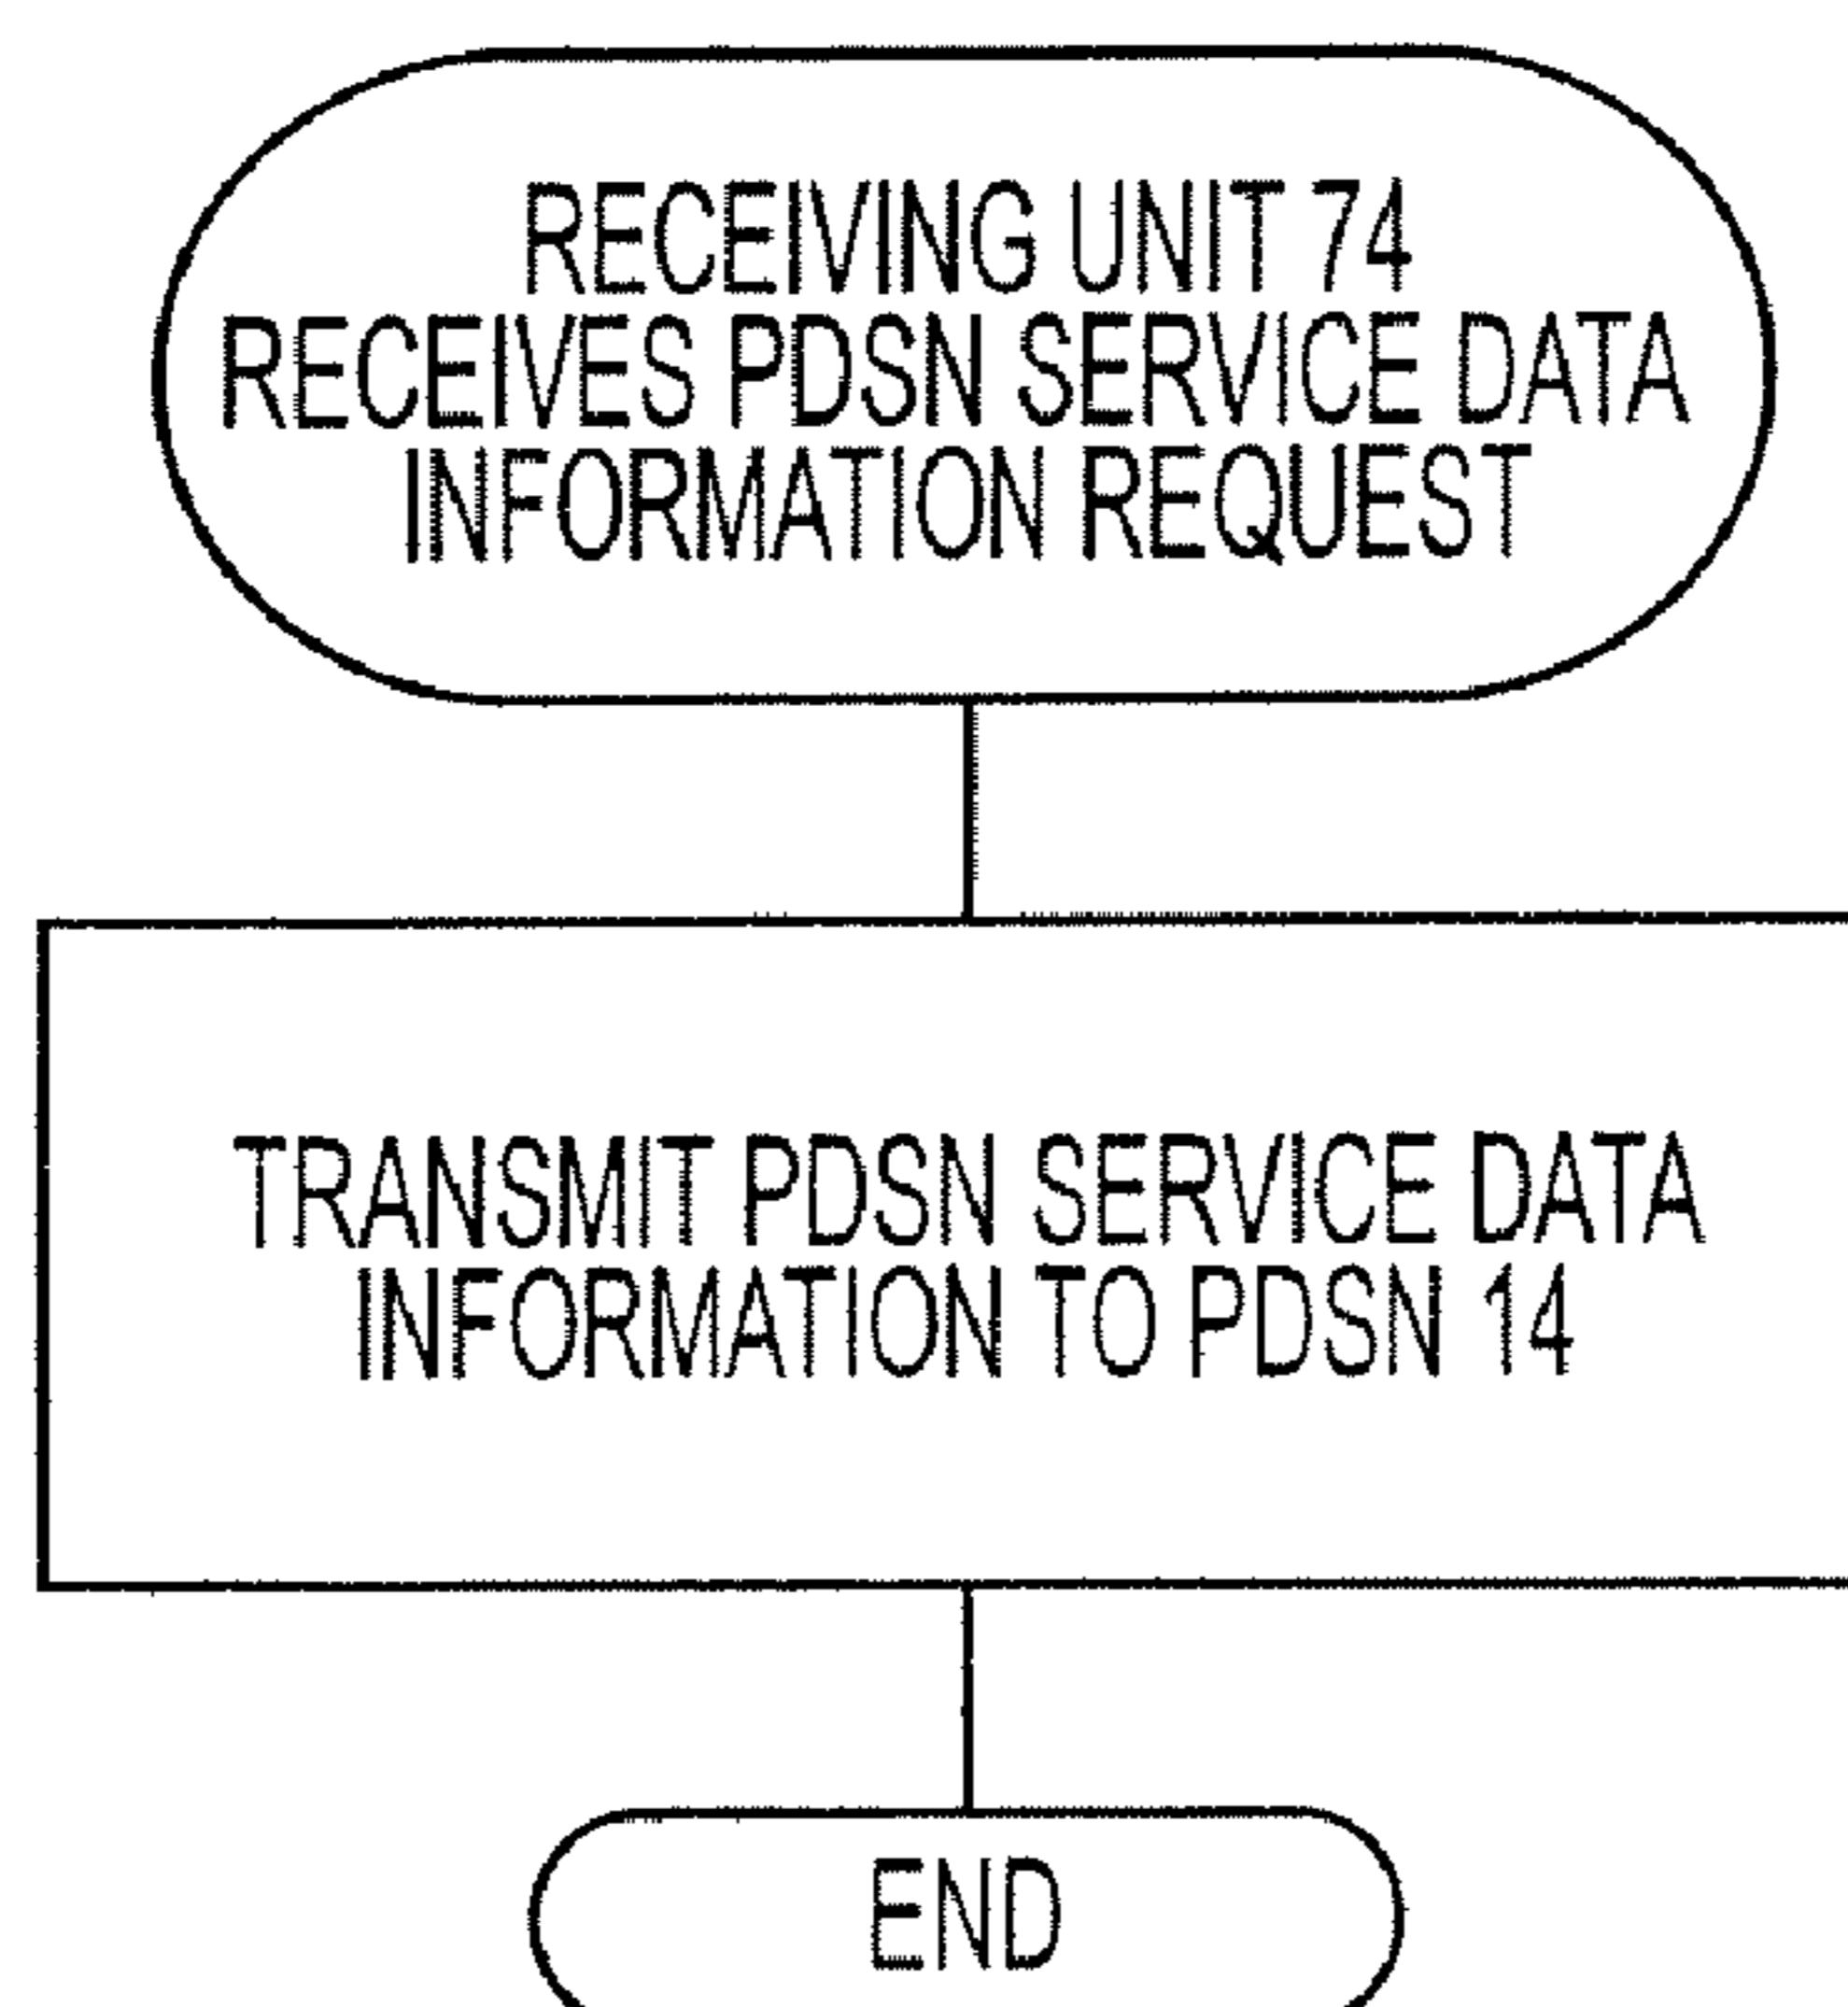 RECEIVING UNIT 74
RECEIVES PDSN SERVICE DATA
INFORMATION REQUEST
TRANSMIT PDSN SERVICE DATA
INFORMATION TO PDSN 14
END